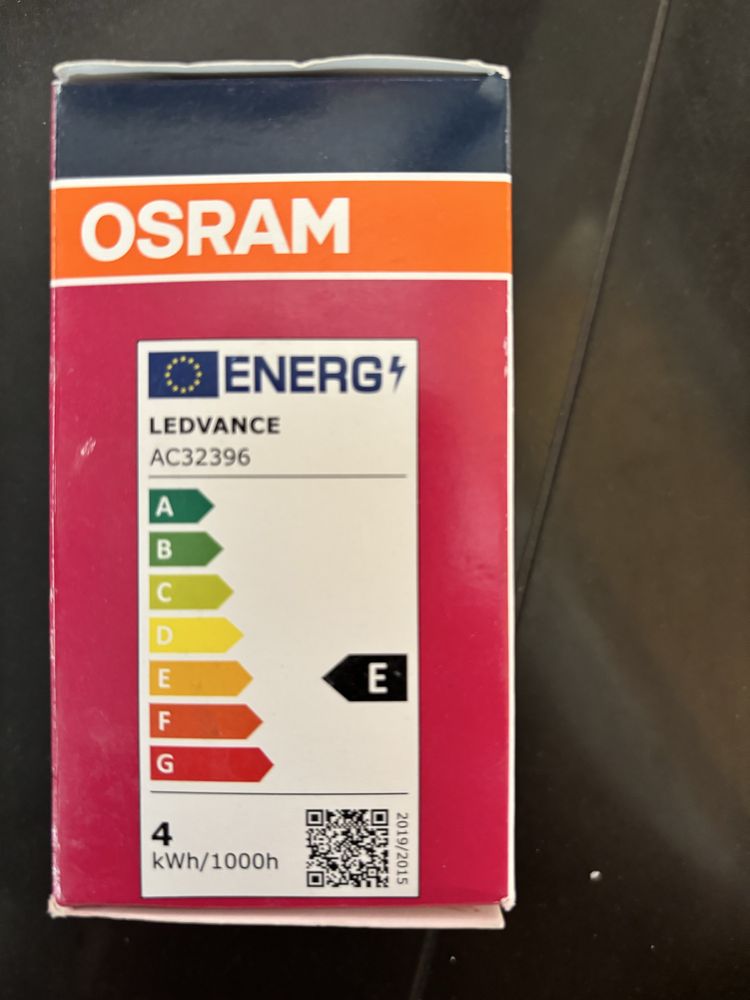 OSRAM
ENERG
LEDVANCE
AC32396
A
B
C
D
E
E
F
G
4
kWh/1000h
2019/2015